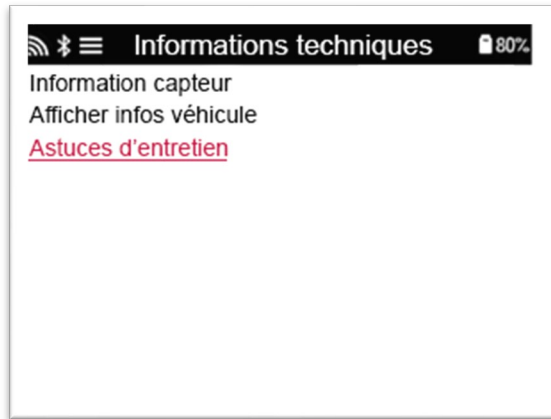 Informations techniques 80%
Information capteur
Afficher infos véhicule
Astuces d'entretien